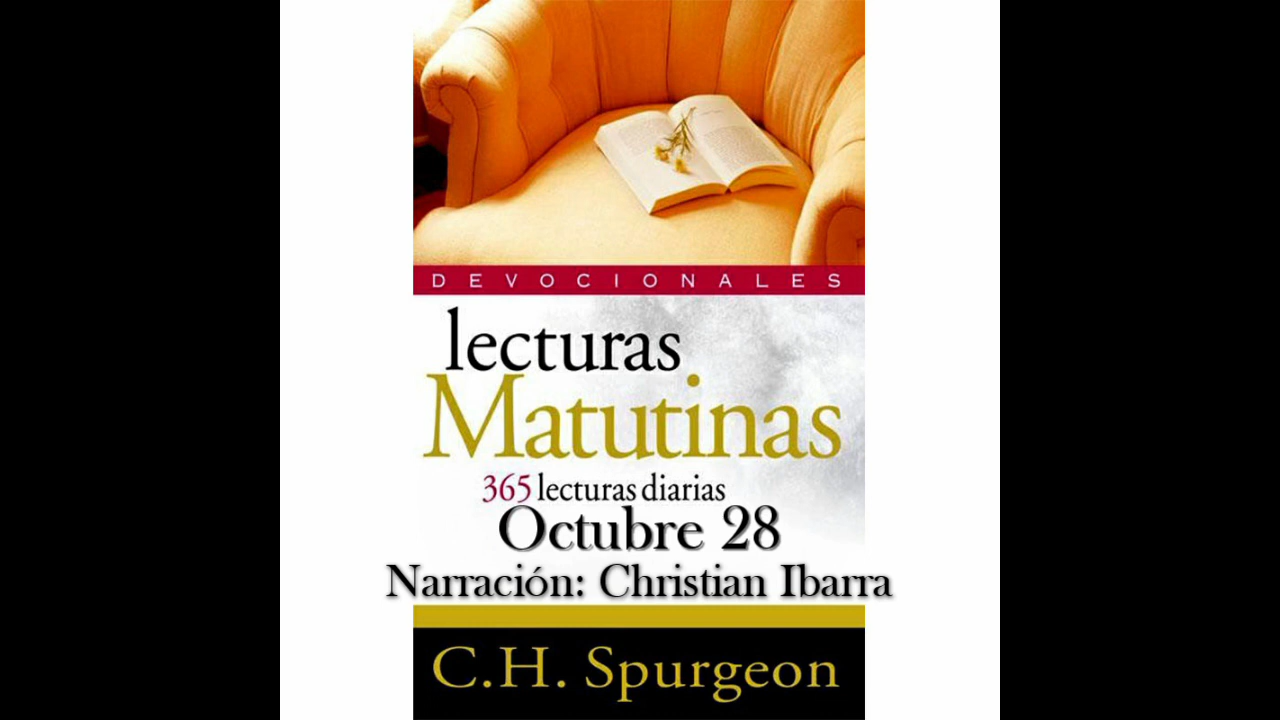 DEVOCIONALES
lecturas
Matutinas
365 lecturas diarias
Octubre 28
Narración: Christian Ibarra
C.H. Spurgeon